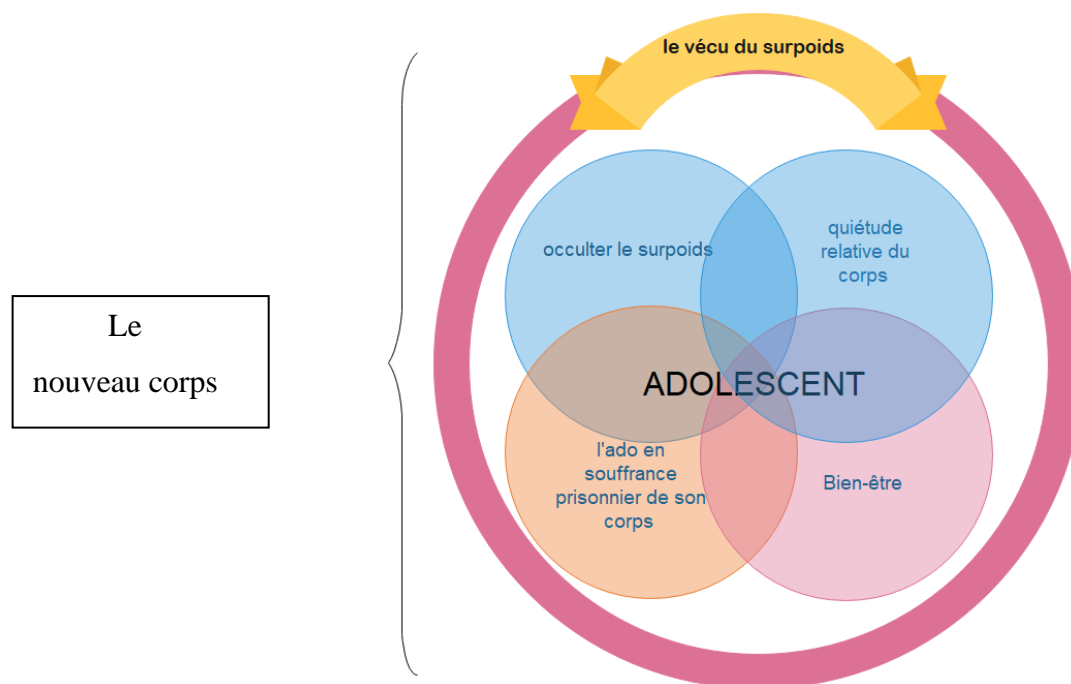 le vécu du surpoids
occulter le surpoids
quiétude
relative du
corps
Le
nouveau corps
ADOLESCENT
l'ado en
souffrance
prisonnier de son
corps
Bien-être